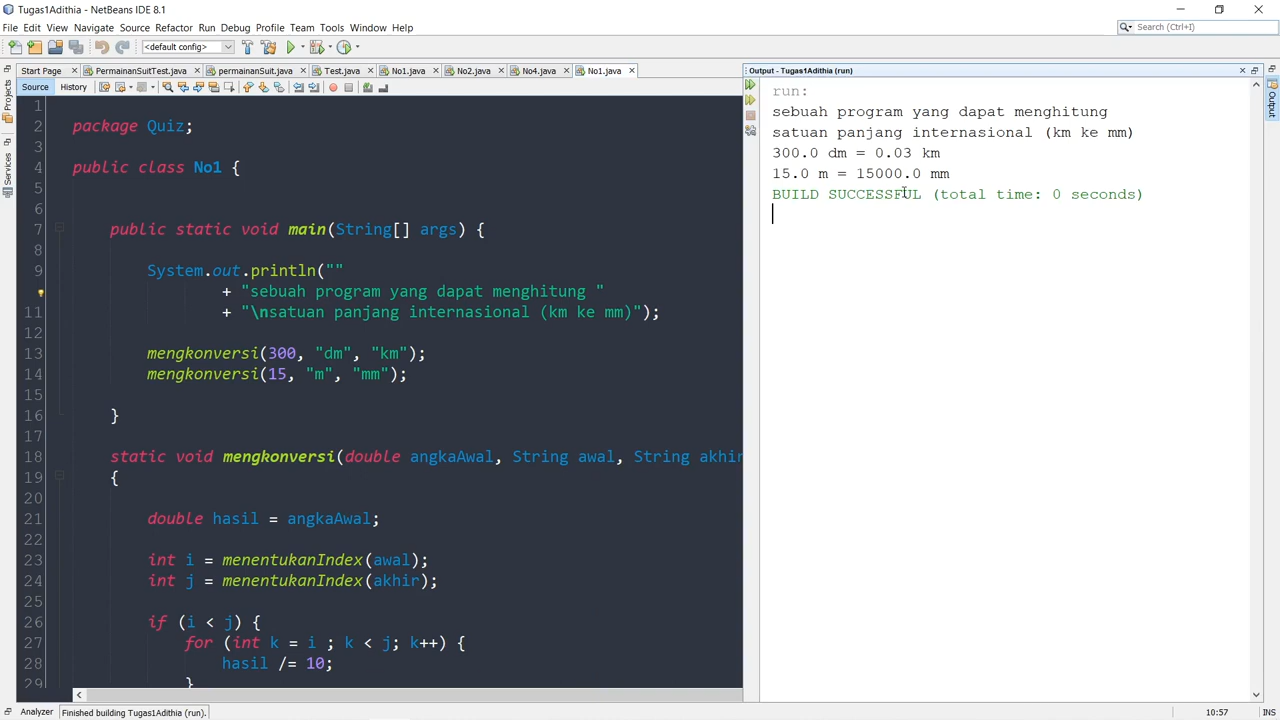 Tugas1Adithia - NetBeans IDE 8.1
File Edit View Navigate Source Refactor Run Debug Profile Team Tools Window Help
Search (Ctrl+I)
<default config>
Start Page PermainanSuitTest.java permainanSuit.java Test.java No1.java No2.java No4.java No1.java
Output - Tugas1Adithia (run)
Source History
Projects
Services
Output
1
2 package Quiz;
3
4 public class No1 {
5
6
7 public static void main(String[] args) {
8
9 System.out.println(""
+ "sebuah program yang dapat menghitung "
11 + "\nsatuan panjang internasional (km ke mm)");
12
13 mengkonversi(300, "dm", "km");
14 mengkonversi(15, "m", "mm");
15
16 }
17
18 static void mengkonversi(double angkaAwal, String awal, String akhir
19 {
20
21 double hasil = angkaAwal;
22
23 int i = menentukanIndex(awal);
24 int j = menentukanIndex(akhir);
25
26 if (i < j) {
27 for (int k = i ; k < j; k++) {
28 hasil /= 10;
29 }
run:
sebuah program yang dapat menghitung
satuan panjang internasional (km ke mm)
300.0 dm = 0.03 km
15.0 m = 15000.0 mm
BUILD SUCCESSFUL (total time: 0 seconds)
Analyzer Finished building Tugas1Adithia (run).
10:57 INS